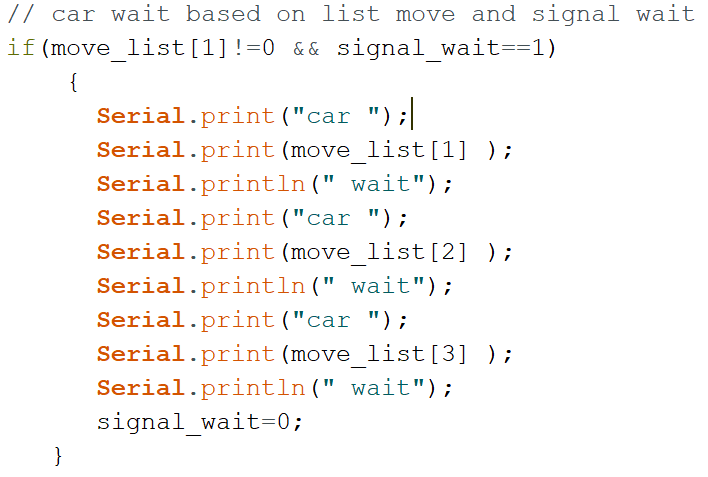 // car wait based on list move and signal wait
if(move_list[1]!=0 && signal_wait==1)
{
Serial.print("car ");
Serial.print(move_list[1] );
Serial.println(" wait");
Serial.print("car ");
Serial.print(move_list[2] );
Serial.println(" wait");
Serial.print("car ");
Serial.print(move_list[3] );
Serial.println(" wait");
signal_wait=0;
}